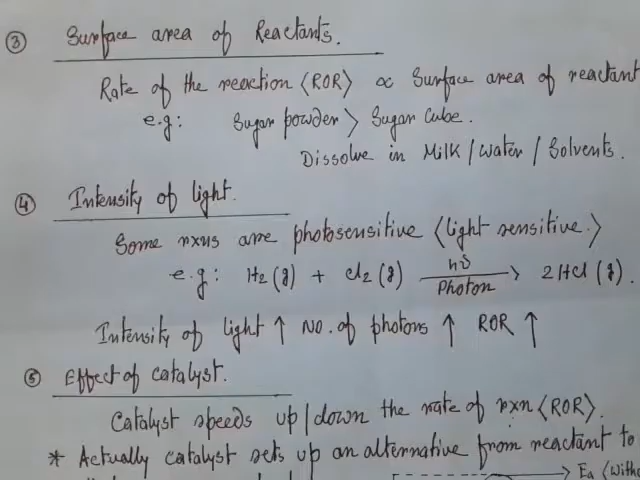 ③ Surface area of Reactants.
Rate of the reaction (ROR) ∝ Surface area of reactant
e.g: Sugar powder > Sugar Cube.
Dissolve in Milk/Water/Solvents.
④ Intensity of light.
Some rxns are photosensitive (light sensitive.)
e.g: H₂(g) + Cl₂(g) hν Photon → 2HCl(g).
Intensity of light ↑ No. of photons ↑ ROR ↑
⑤ Effect of catalyst.
Catalyst speeds up/down the rate of rxn (ROR).
* Actually catalyst sets up an alternative from reactant to
Ea (Witho